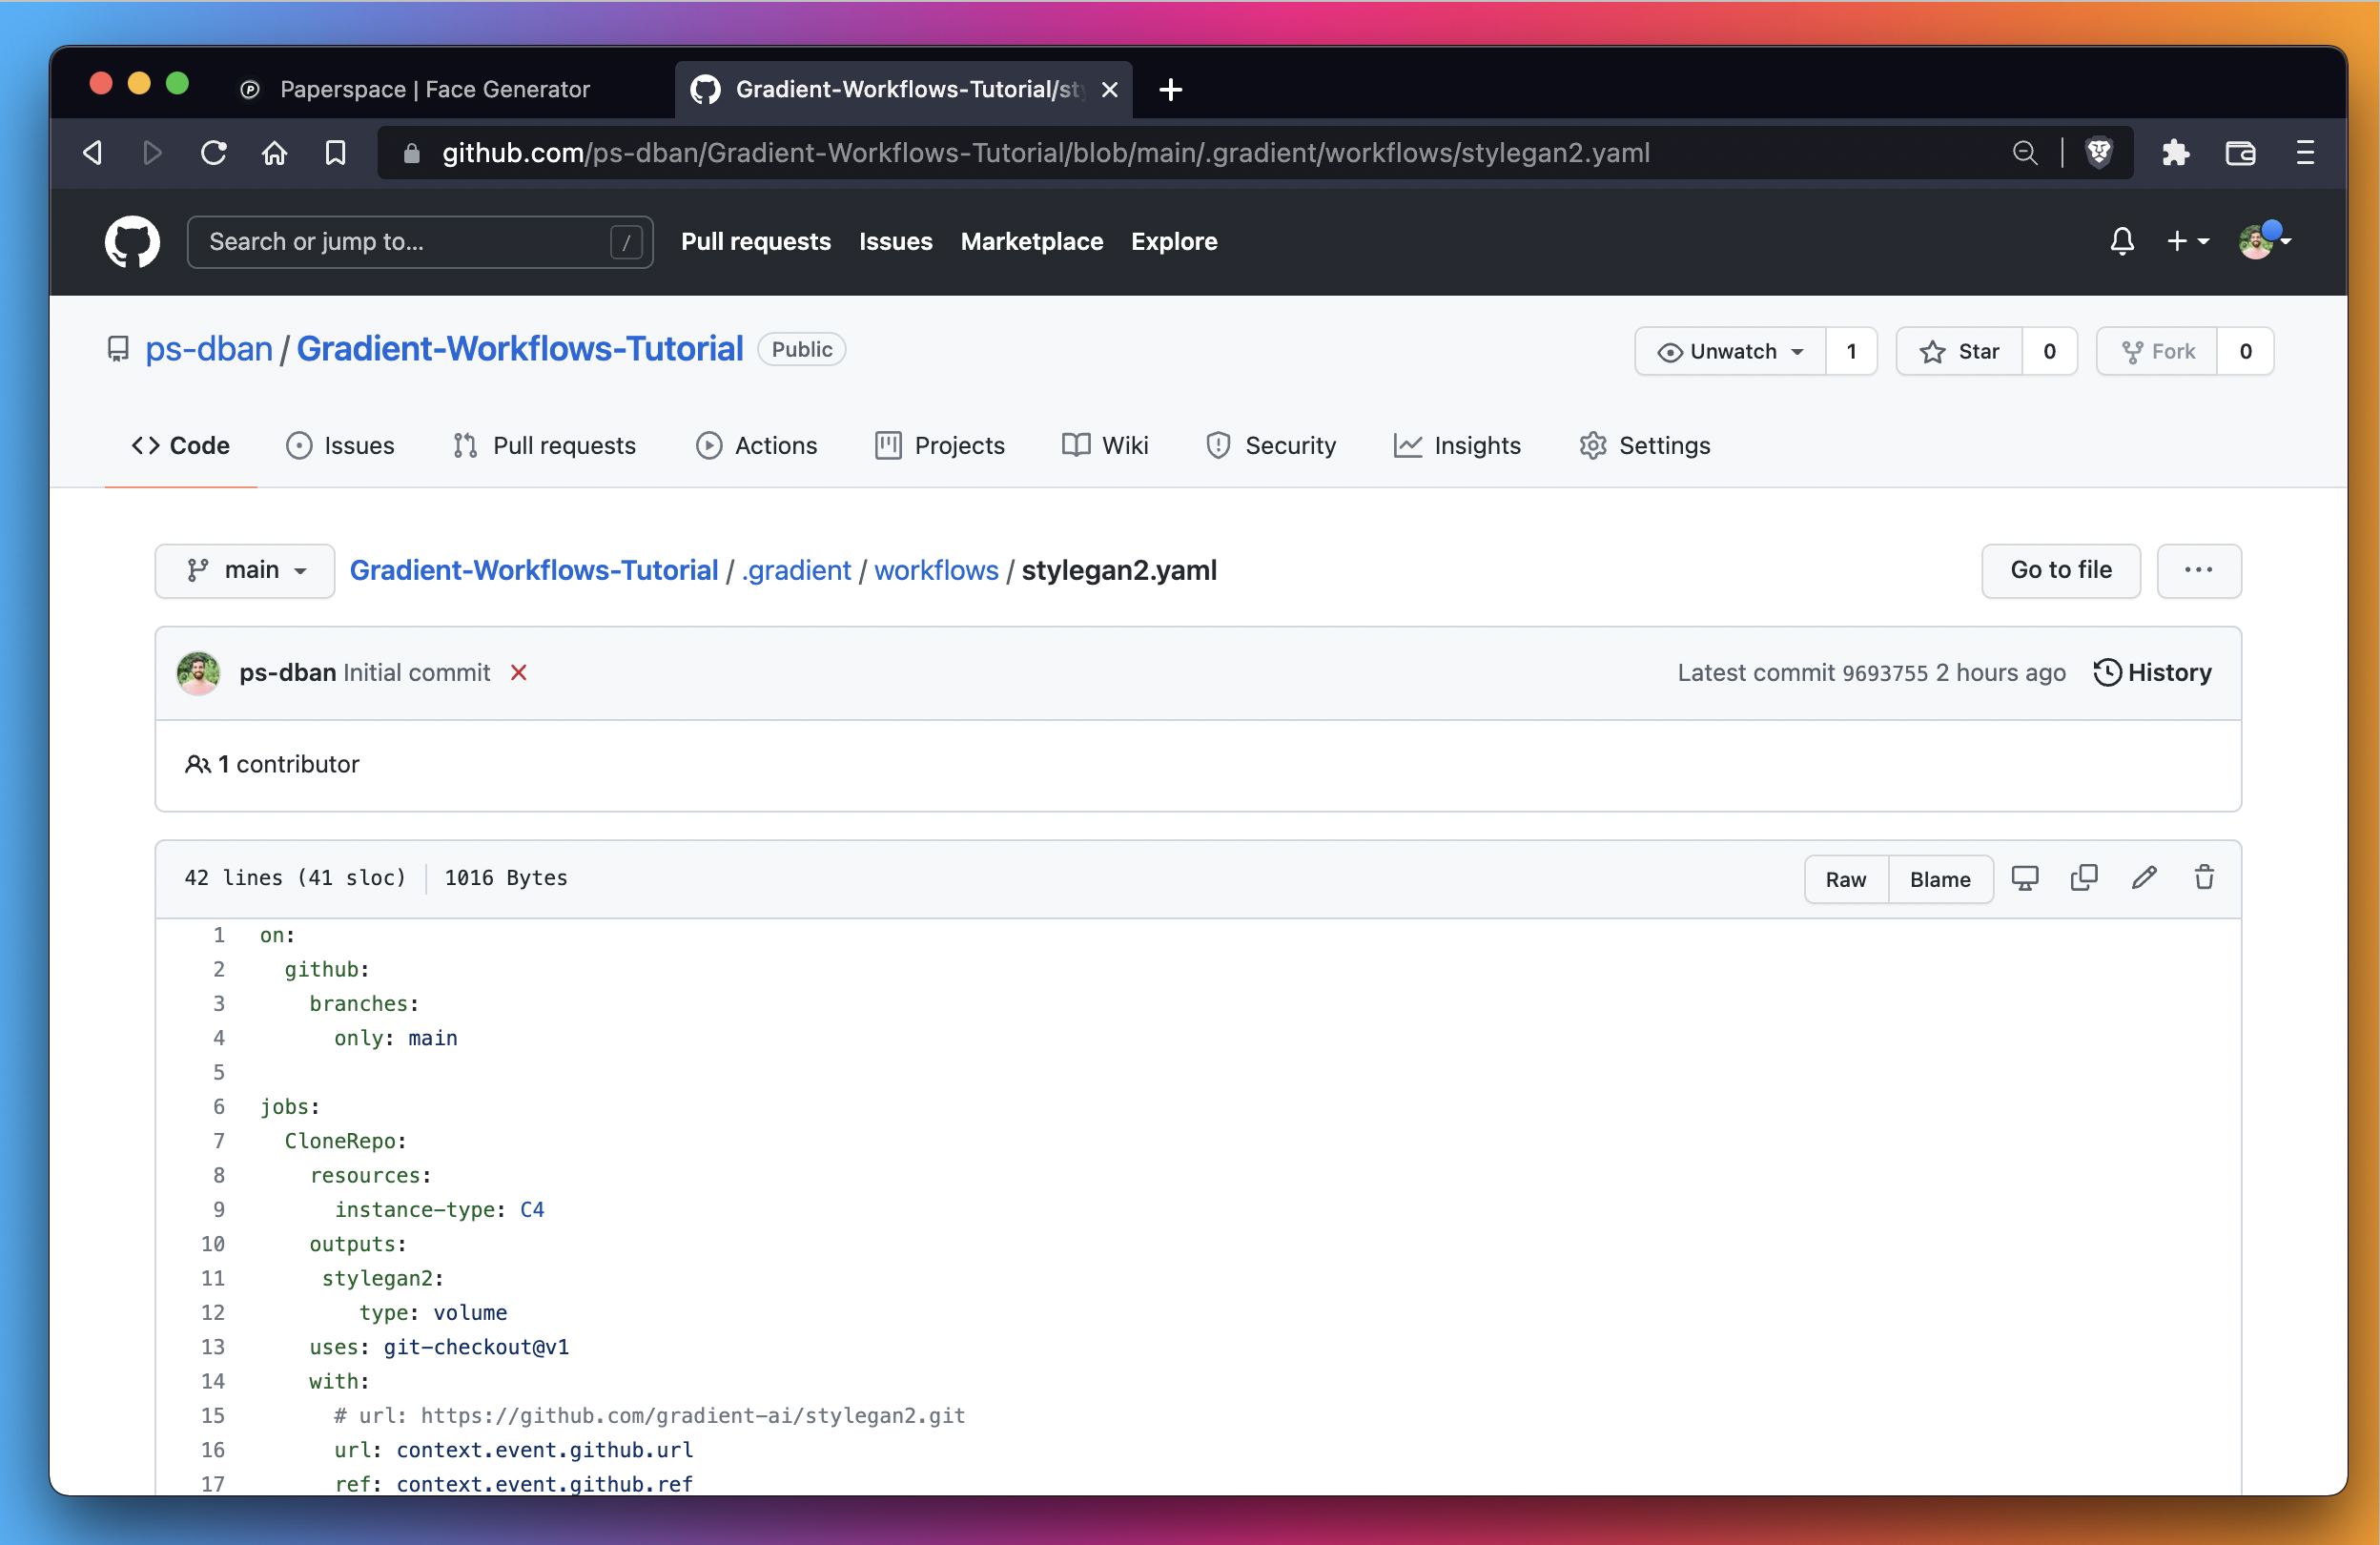 Paperspace | Face Generator
Gradient-Workflows-Tutorial/sty
github.com/ps-dban/Gradient-Workflows-Tutorial/blob/main/.gradient/workflows/stylegan2.yaml
Search or jump to... /
Pull requests Issues Marketplace Explore
ps-dban / Gradient-Workflows-Tutorial Public
Unwatch 1 Star 0 Fork 0
Code Issues Pull requests Actions Projects Wiki Security Insights Settings
main Gradient-Workflows-Tutorial / .gradient / workflows / stylegan2.yaml Go to file ...
ps-dban Initial commit Latest commit 9693755 2 hours ago History
1 contributor
42 lines (41 sloc) 1016 Bytes Raw Blame
1 on:
2 github:
3 branches:
4 only: main
5
6 jobs:
7 CloneRepo:
8 resources:
9 instance-type: C4
10 outputs:
11 stylegan2:
12 type: volume
13 uses: git-checkout@v1
14 with:
15 # url: https://github.com/gradient-ai/stylegan2.git
16 url: context.event.github.url
17 ref: context.event.github.ref